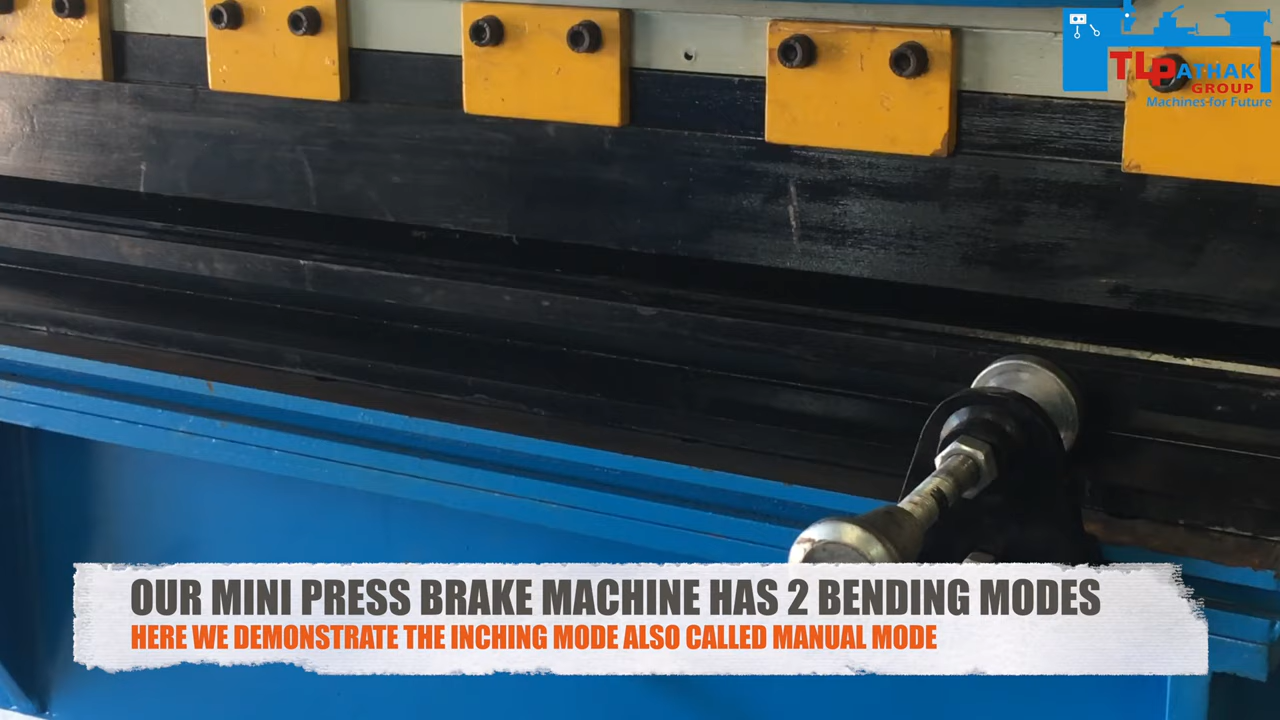 TLPATHAK
GROUP
Machines for Future
OUR MINI PRESS BRAKE MACHINE HAS 2 BENDING MODES
HERE WE DEMONSTRATE THE INCHING MODE ALSO CALLED MANUAL MODE